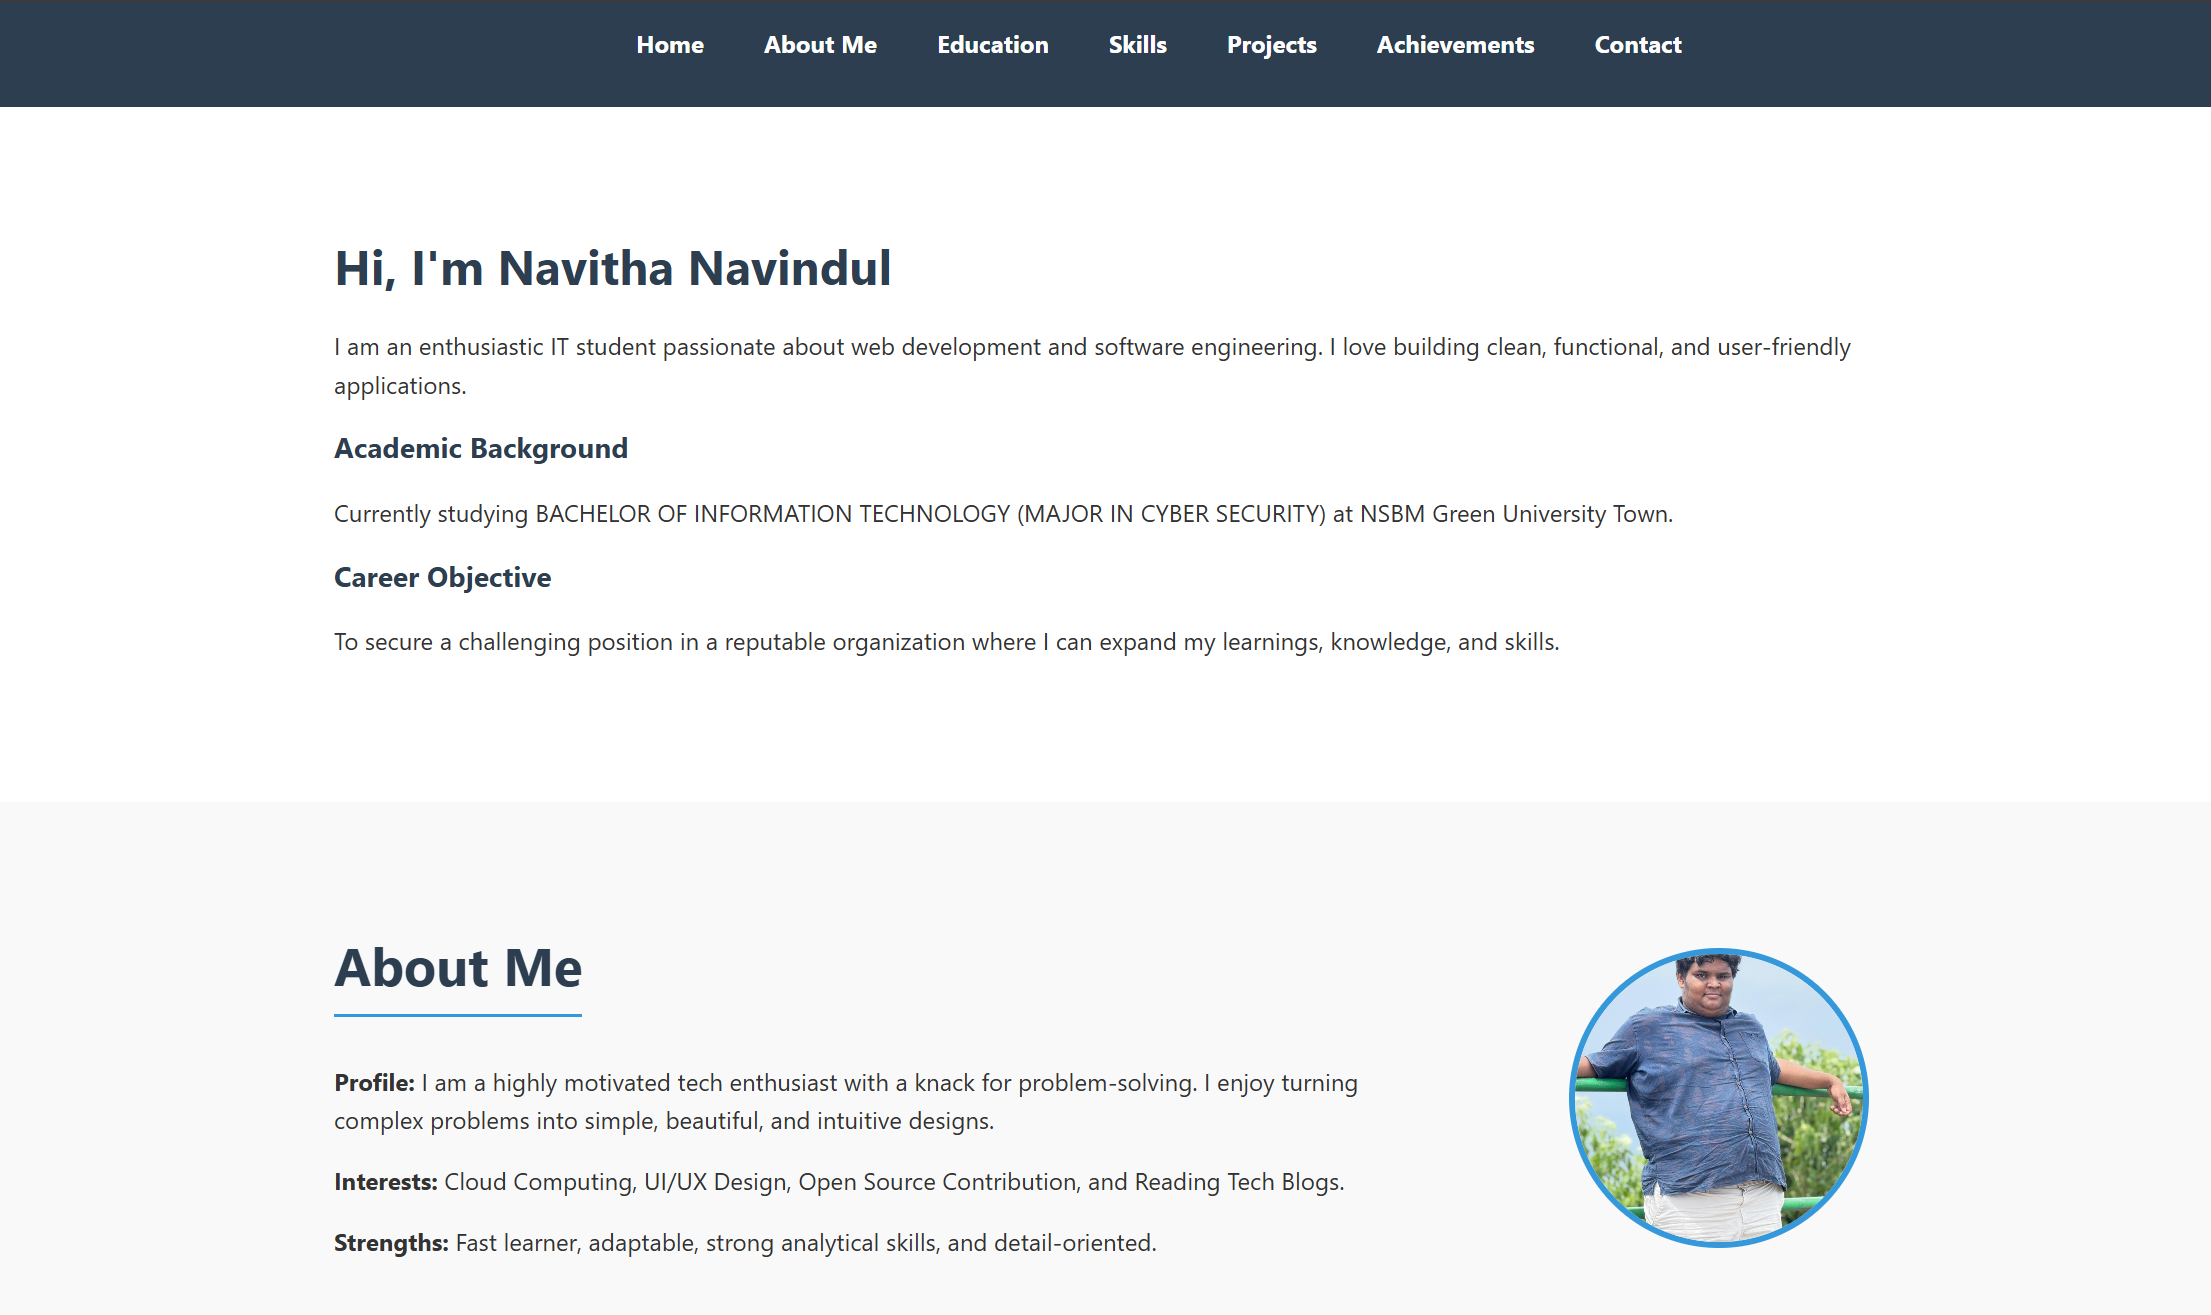 Home About Me Education Skills Projects Achievements Contact
Hi, I'm Navitha Navindul
I am an enthusiastic IT student passionate about web development and software engineering. I love building clean, functional, and user-friendly
applications.
Academic Background
Currently studying BACHELOR OF INFORMATION TECHNOLOGY (MAJOR IN CYBER SECURITY) at NSBM Green University Town.
Career Objective
To secure a challenging position in a reputable organization where I can expand my learnings, knowledge, and skills.
About Me
Profile: I am a highly motivated tech enthusiast with a knack for problem-solving. I enjoy turning
complex problems into simple, beautiful, and intuitive designs.
Interests: Cloud Computing, UI/UX Design, Open Source Contribution, and Reading Tech Blogs.
Strengths: Fast learner, adaptable, strong analytical skills, and detail-oriented.